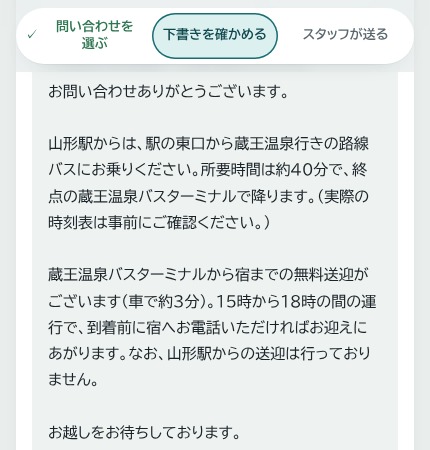 ✓ 問い合わせを
選ぶ
下書きを確かめる
スタッフが送る
お問い合わせありがとうございます。
山形駅からは、駅の東口から蔵王温泉行きの路線
バスにお乗りください。所要時間は約40分で、終
点の蔵王温泉バスターミナルで降ります。（実際の
時刻表は事前にご確認ください。）
蔵王温泉バスターミナルから宿までの無料送迎が
ございます（車で約3分）。15時から18時の間の運
行で、到着前に宿へお電話いただければお迎えに
あがります。なお、山形駅からの送迎は行っており
ません。
お越しをお待ちしております。